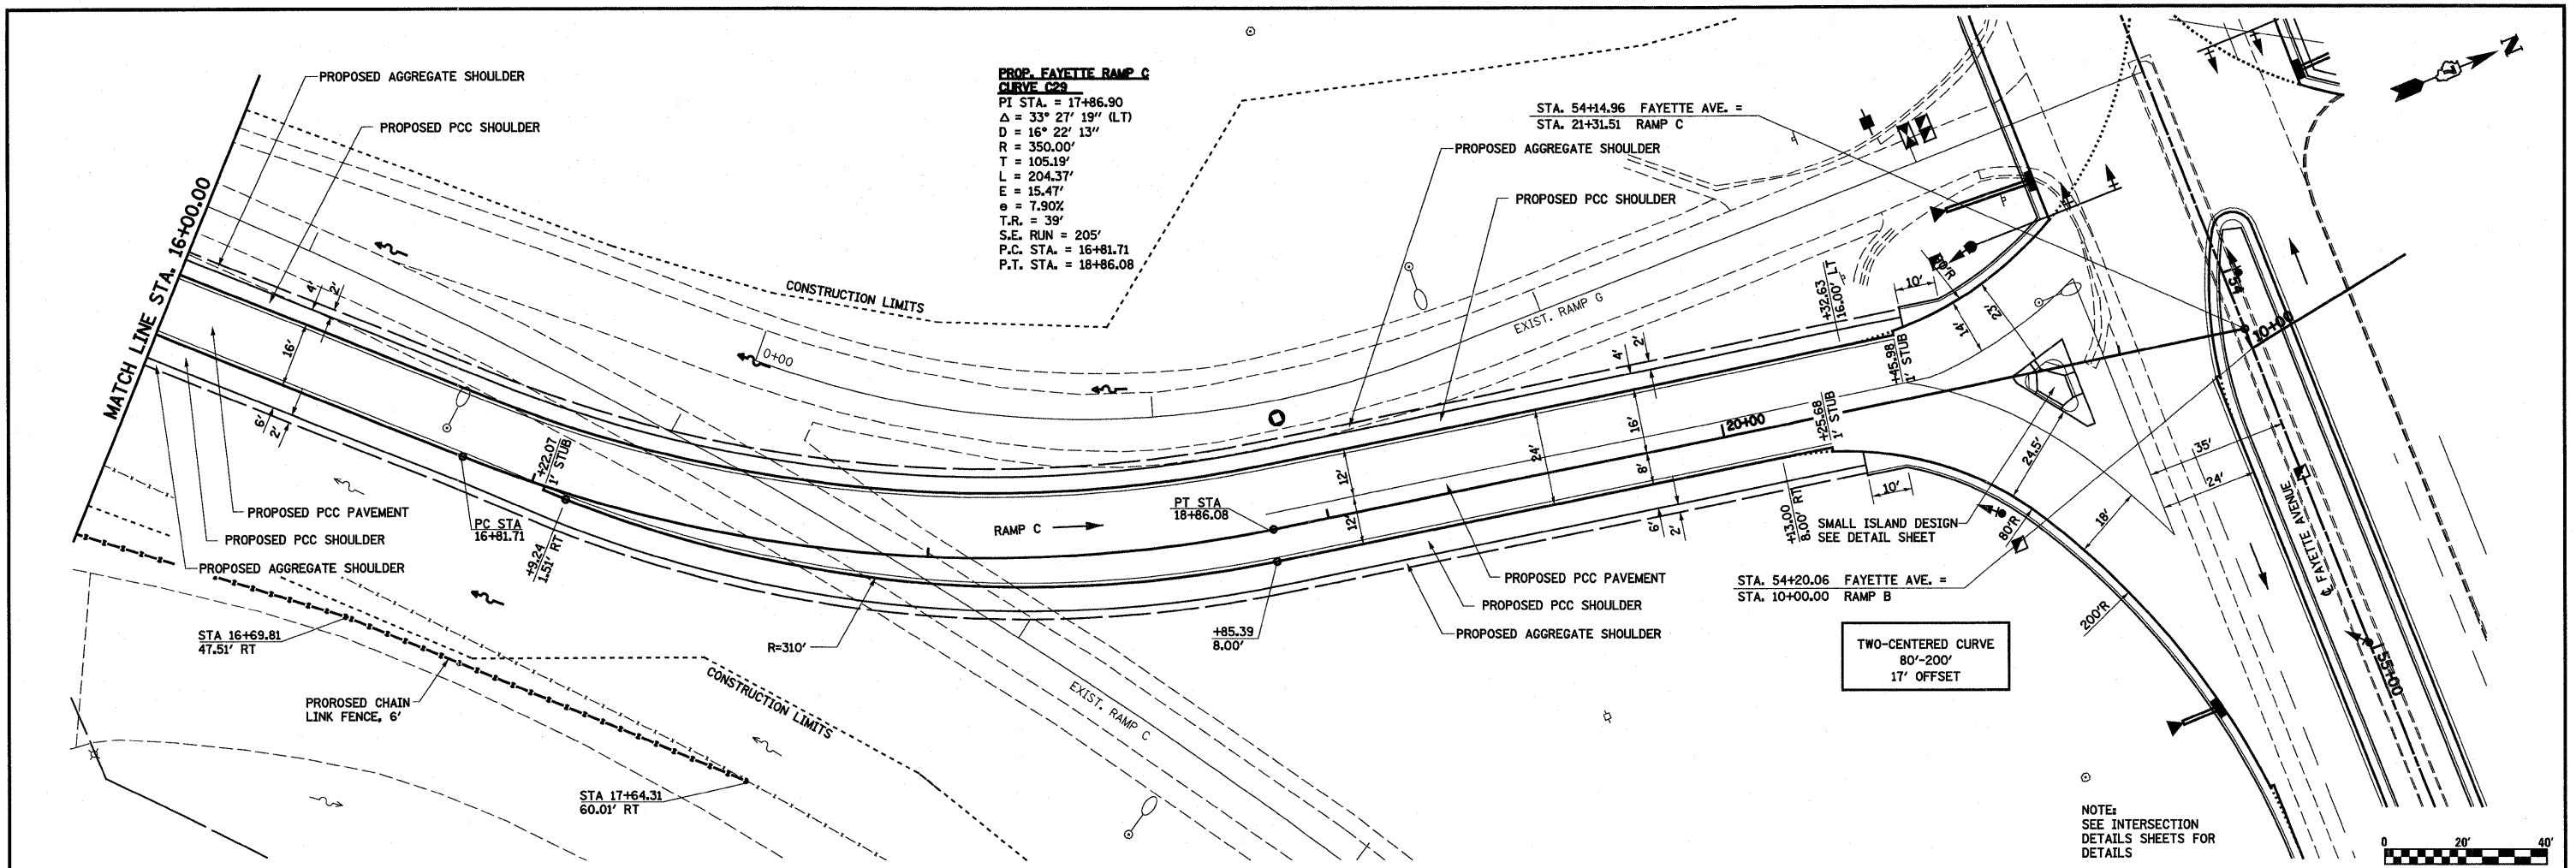 PROPOSED AGGREGATE SHOULDER
PROPOSED PCC SHOULDER
MATCH LINE STA. 16+00.00
PROP. FAYETTE RAMP C
CURVE C29
PI STA. = 17+86.90
Δ = 33° 27' 19" (LT)
D = 16° 22' 13"
R = 350.00'
T = 105.19'
L = 204.37'
E = 15.47'
e = 7.90%
T.R. = 39'
S.E. RUN = 205'
P.C. STA. = 16+81.71
P.T. STA. = 18+86.08
STA. 54+14.96 FAYETTE AVE. =
STA. 21+31.51 RAMP C
PROPOSED AGGREGATE SHOULDER
PROPOSED PCC SHOULDER
N
CONSTRUCTION LIMITS
EXIST. RAMP G
0+00
4'
2'
16'
6'
2'
+22.07
1' STUB
PC STA
16+81.71
+9.24
1.51' RT
PROPOSED PCC PAVEMENT
PROPOSED PCC SHOULDER
PROPOSED AGGREGATE SHOULDER
STA 16+69.81
47.51' RT
PROROSED CHAIN
LINK FENCE, 6'
STA 17+64.31
60.01' RT
CONSTRUCTION LIMITS
EXIST. RAMP C
R=310'
RAMP C
PT STA
18+86.08
+85.39
8.00'
12'
12'
24'
16'
8'
4'
2'
6'
2'
20+00
+32.63
16.00' LT
+45.98
1' STUB
+25.68
1' STUB
+13.00
8.00' RT
10'
80'R
14'
23'
10'
24.5'
18'
80'R
200'R
35'
24'
SMALL ISLAND DESIGN
SEE DETAIL SHEET
PROPOSED PCC PAVEMENT
PROPOSED PCC SHOULDER
PROPOSED AGGREGATE SHOULDER
STA. 54+20.06 FAYETTE AVE. =
STA. 10+00.00 RAMP B
TWO-CENTERED CURVE
80'-200'
17' OFFSET
54
10+00
℄ FAYETTE AVENUE
55+00
NOTE:
SEE INTERSECTION
DETAILS SHEETS FOR
DETAILS
0 20' 40'